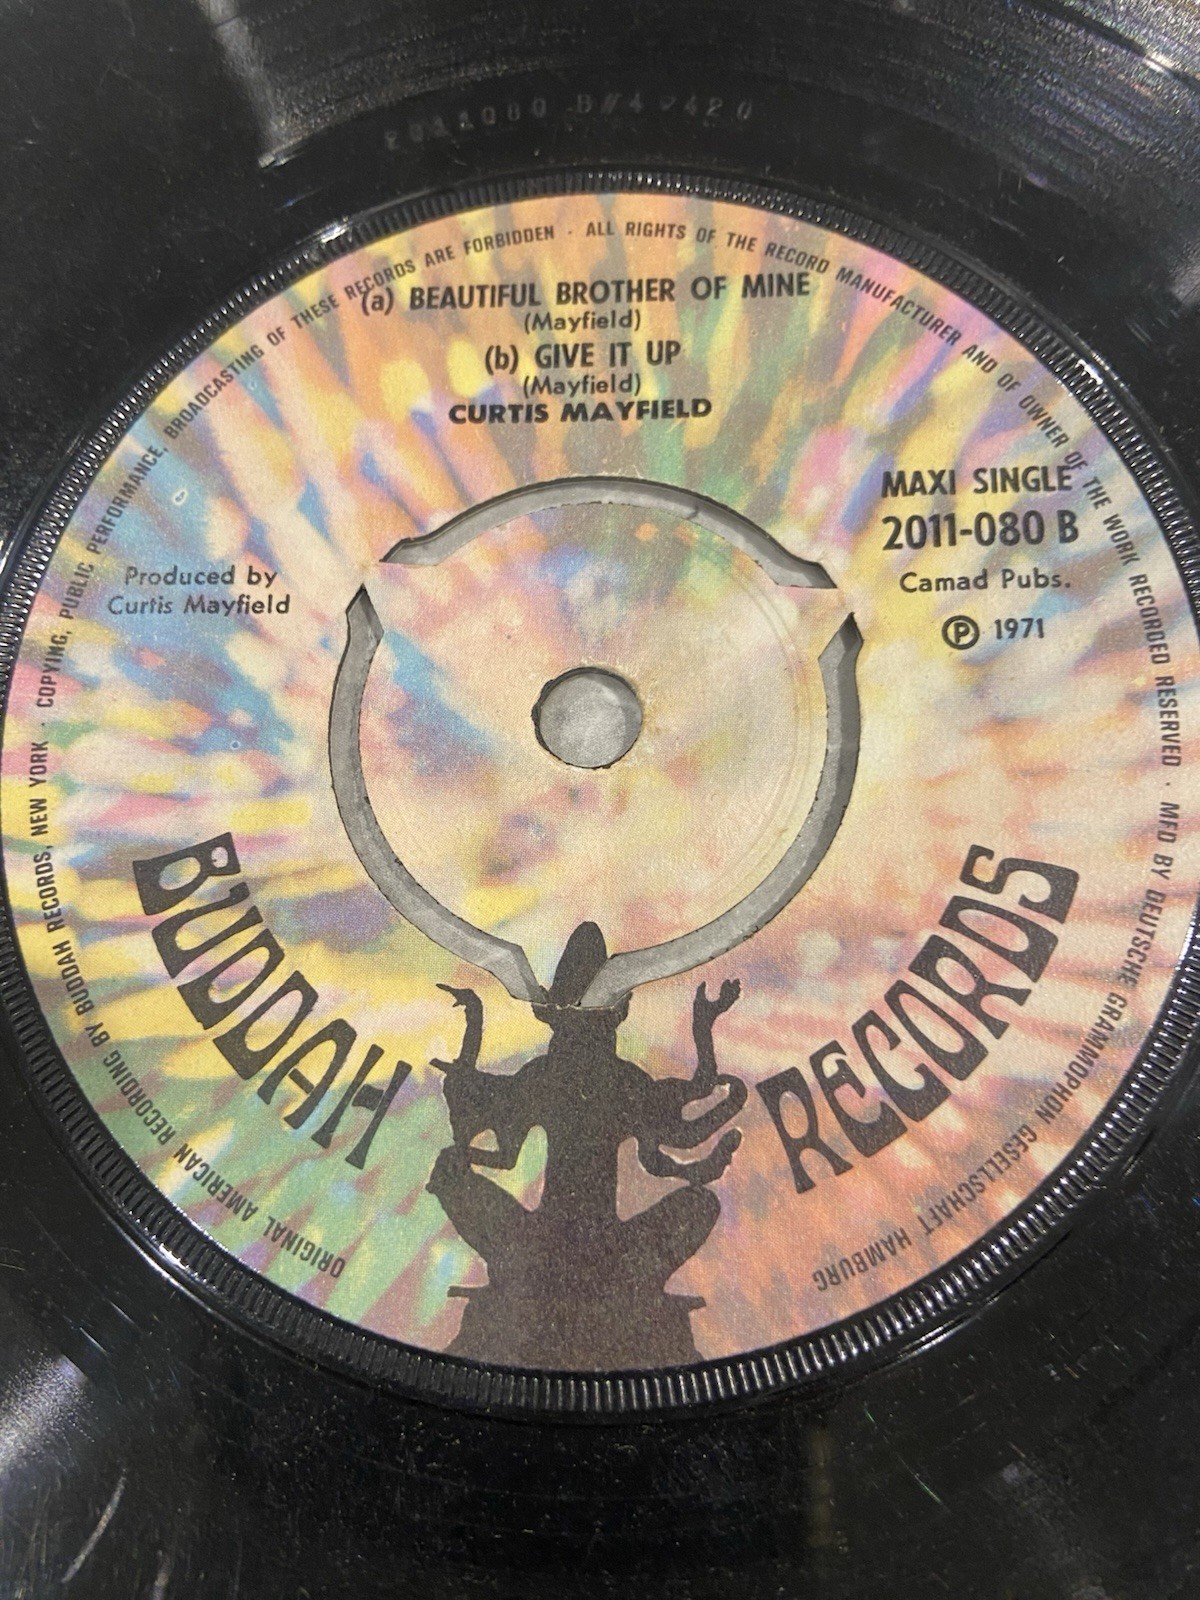 (a) BEAUTIFUL BROTHER OF MINE
(Mayfield)
(b) GIVE IT UP
(Mayfield)
CURTIS MAYFIELD
MAXI SINGLE
2011-080 B
Camad Pubs.
℗ 1971
Produced by
Curtis Mayfield
BUDDAH RECORDS
ORIGINAL AMERICAN RECORDING BY BUDDAH RECORDS, NEW YORK · COPYING, PUBLIC PERFORMANCE, BROADCASTING OF THESE RECORDS ARE FORBIDDEN · ALL RIGHTS OF THE RECORD MANUFACTURER AND OF OWNER OF THE WORK RECORDED RESERVED · MFD BY DEUTSCHE GRAMMOPHON GESELLSCHAFT HAMBURG